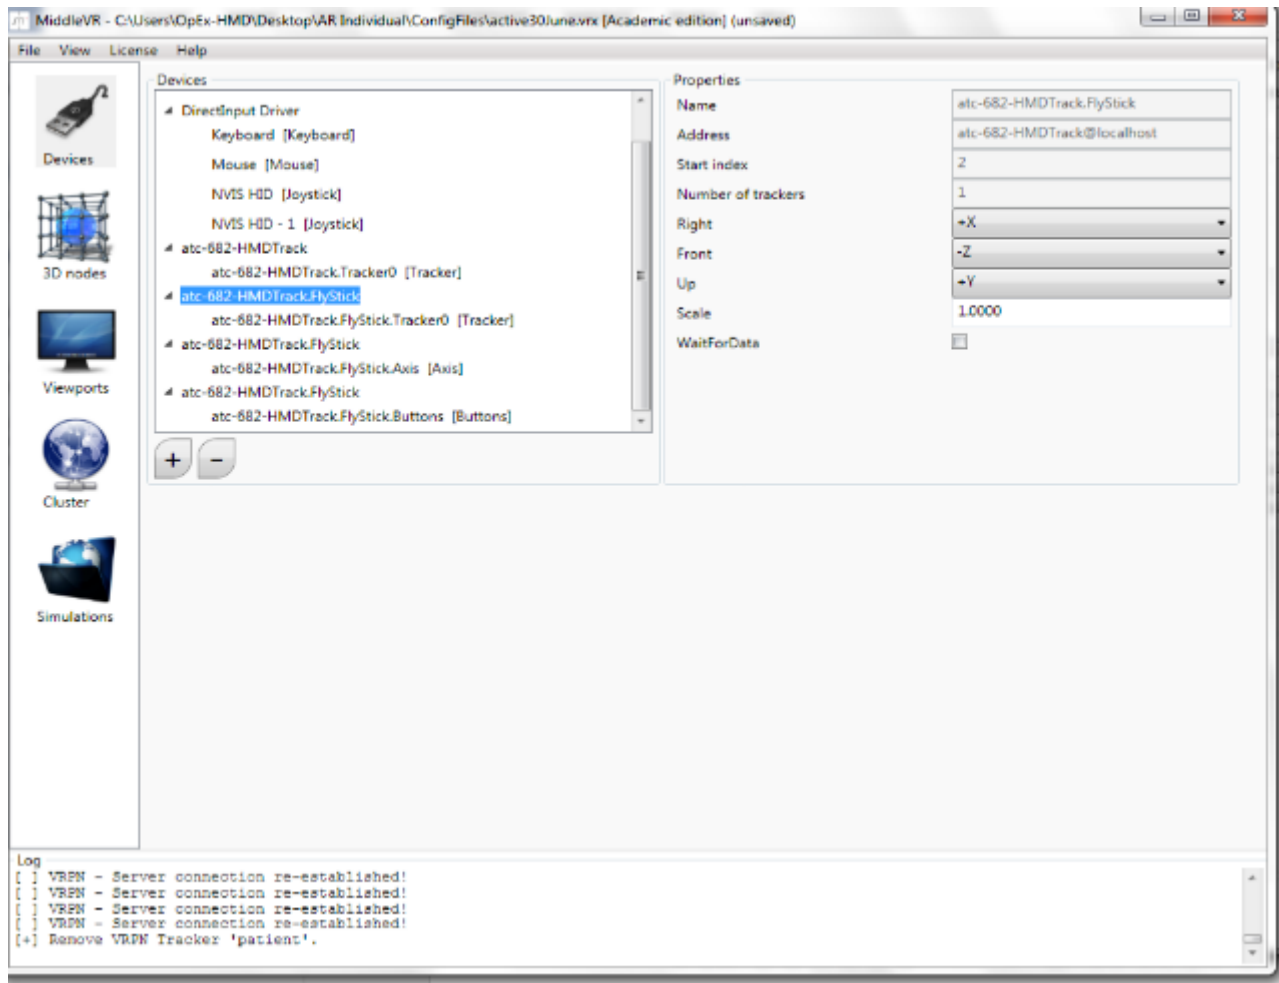 MiddleVR - C:\Users\OpEx-HMD\Desktop\AR Individual\ConfigFiles\active30June.vrx [Academic edition] (unsaved)
File View License Help
Devices
3D nodes
Viewports
Cluster
Simulations
Devices
DirectInput Driver
Keyboard [Keyboard]
Mouse [Mouse]
NVIS HID [Joystick]
NVIS HID - 1 [Joystick]
atc-682-HMDTrack
atc-682-HMDTrack.Tracker0 [Tracker]
atc-682-HMDTrack.FlyStick
atc-682-HMDTrack.FlyStick.Tracker0 [Tracker]
atc-682-HMDTrack.FlyStick
atc-682-HMDTrack.FlyStick.Axis [Axis]
atc-682-HMDTrack.FlyStick
atc-682-HMDTrack.FlyStick.Buttons [Buttons]
+ -
Properties
Name atc-682-HMDTrack.FlyStick
Address atc-682-HMDTrack@localhost
Start index 2
Number of trackers 1
Right +X
Front -Z
Up +Y
Scale 1.0000
WaitForData
Log
[ ] VRPN - Server connection re-established!
[ ] VRPN - Server connection re-established!
[ ] VRPN - Server connection re-established!
[ ] VRPN - Server connection re-established!
[+] Remove VRPN Tracker 'patient'.